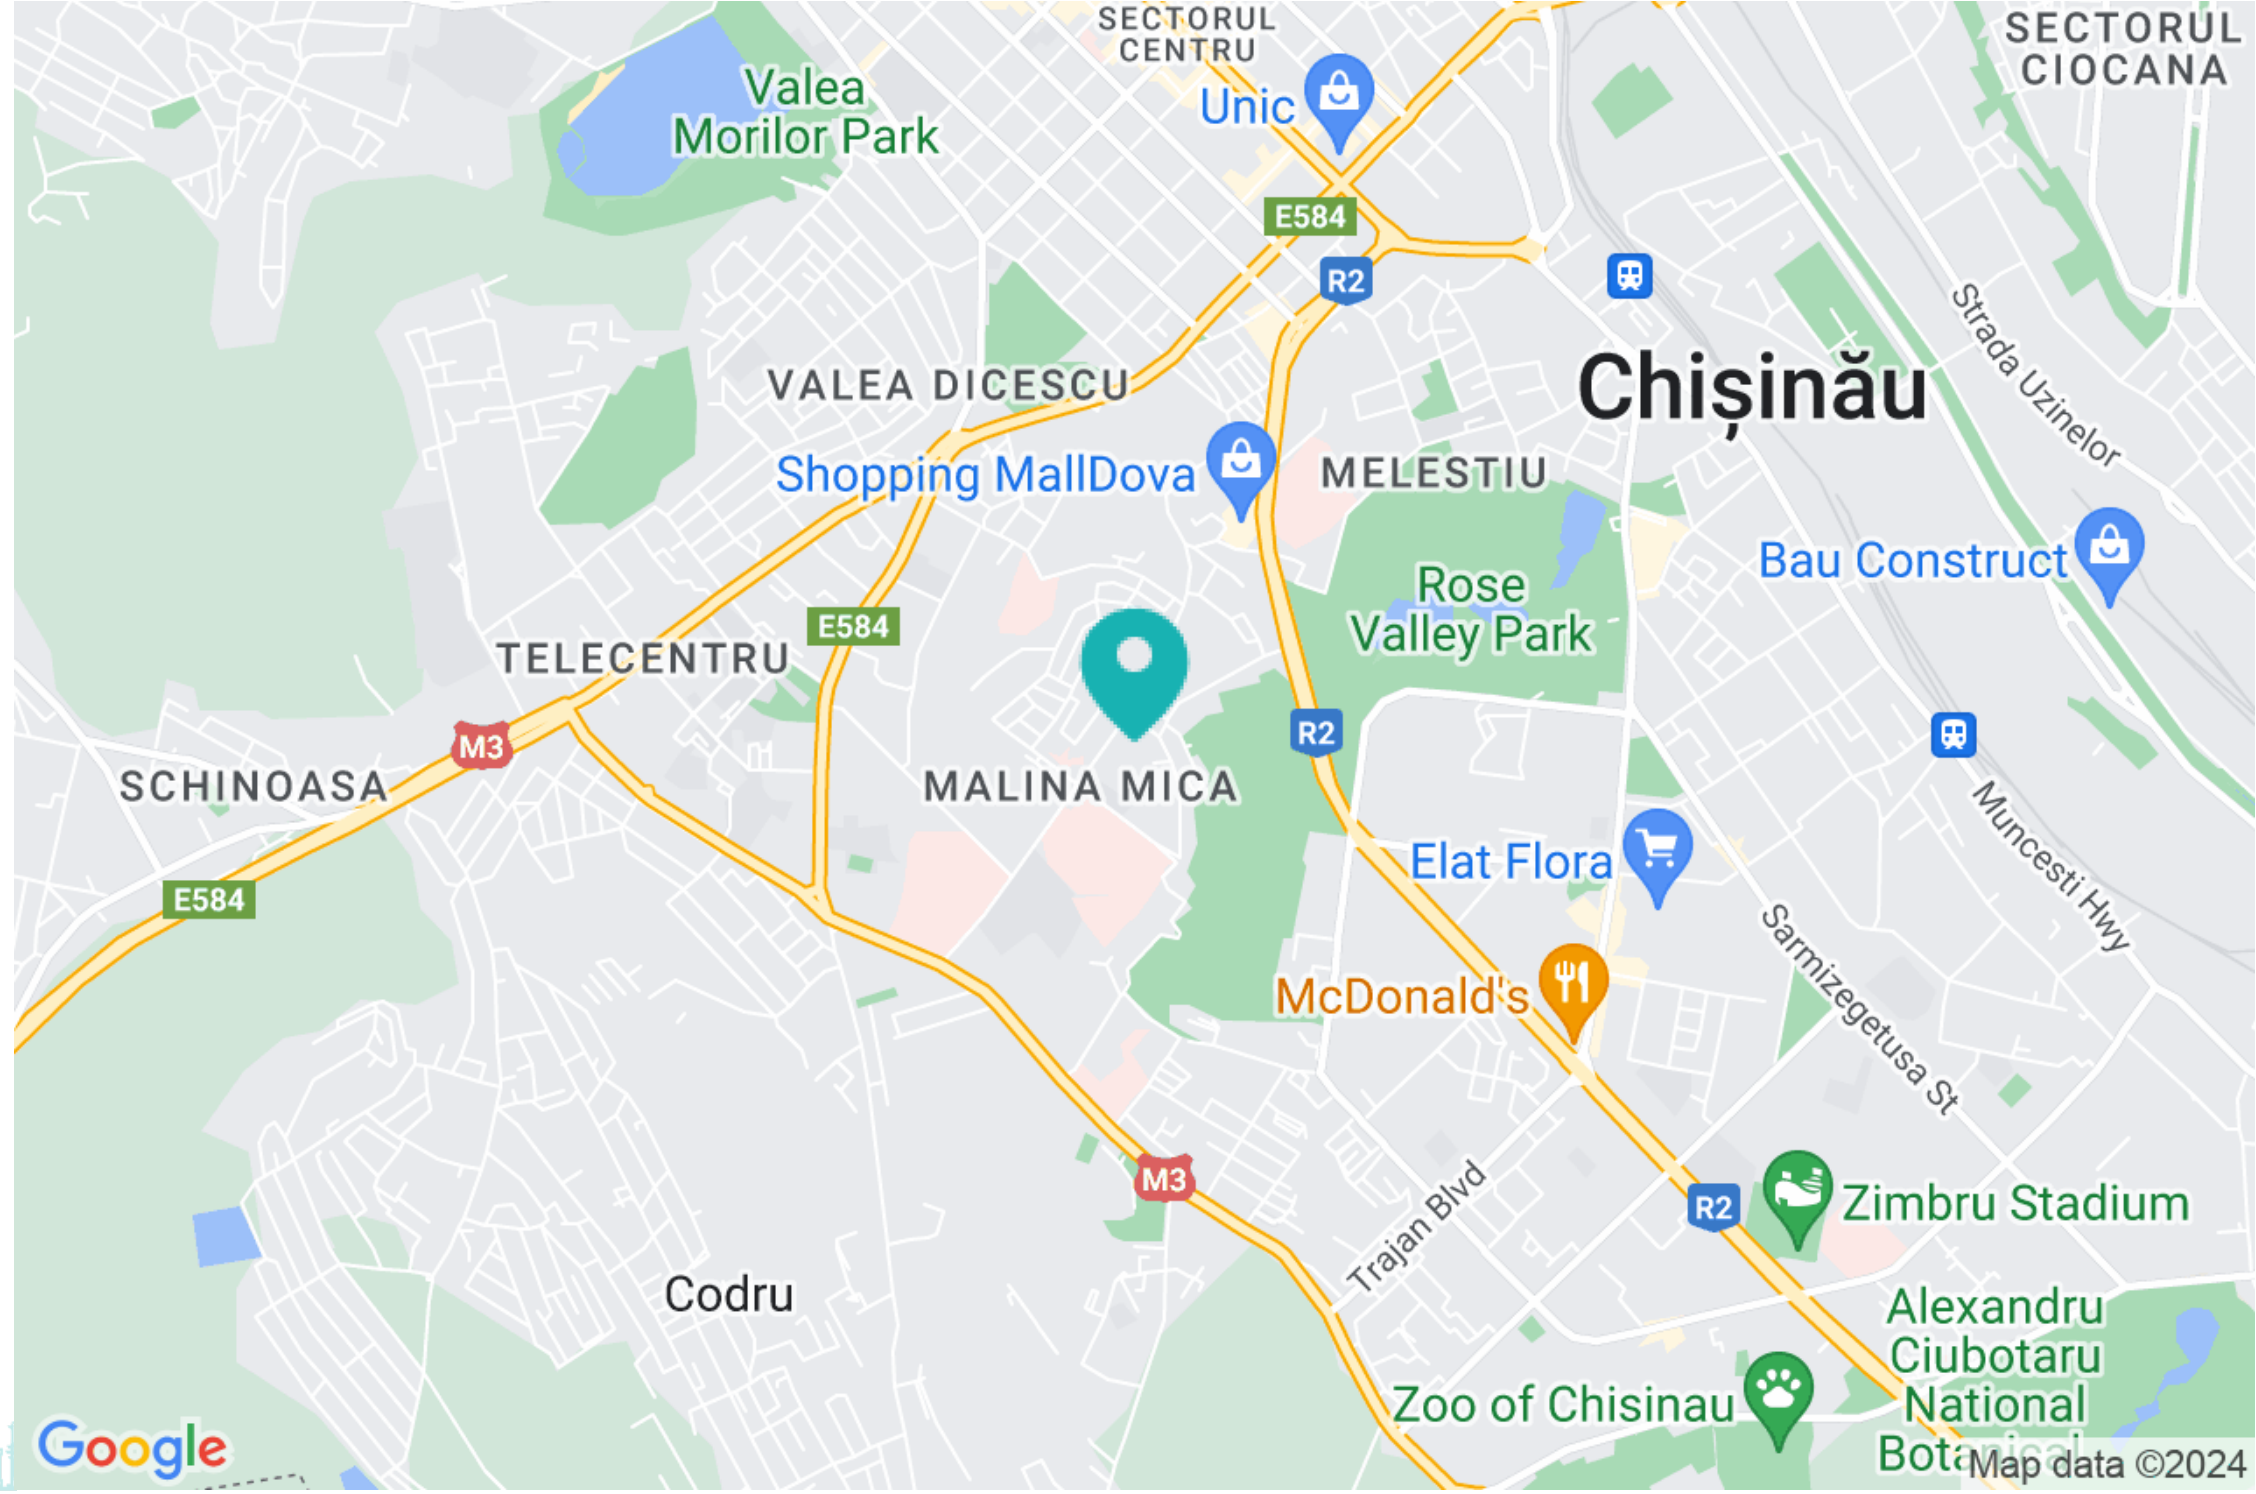 SECTORUL
CENTRU
SECTORUL
CIOCANA
Valea
Morilor Park
Unic
E584
R2
Strada Uzinelor
VALEA DICESCU
Chișinău
Shopping MallDova
MELESTIU
Bau Construct
Rose
Valley Park
E584
TELECENTRU
M3
R2
SCHINOASA
MALINA MICA
Muncesti Hwy
Elat Flora
E584
Sarmizegetusa St
McDonald's
M3
Trajan Blvd
R2
Zimbru Stadium
Codru
Alexandru
Ciubotaru
National
Botanical
Zoo of Chisinau
Google
Map data ©2024